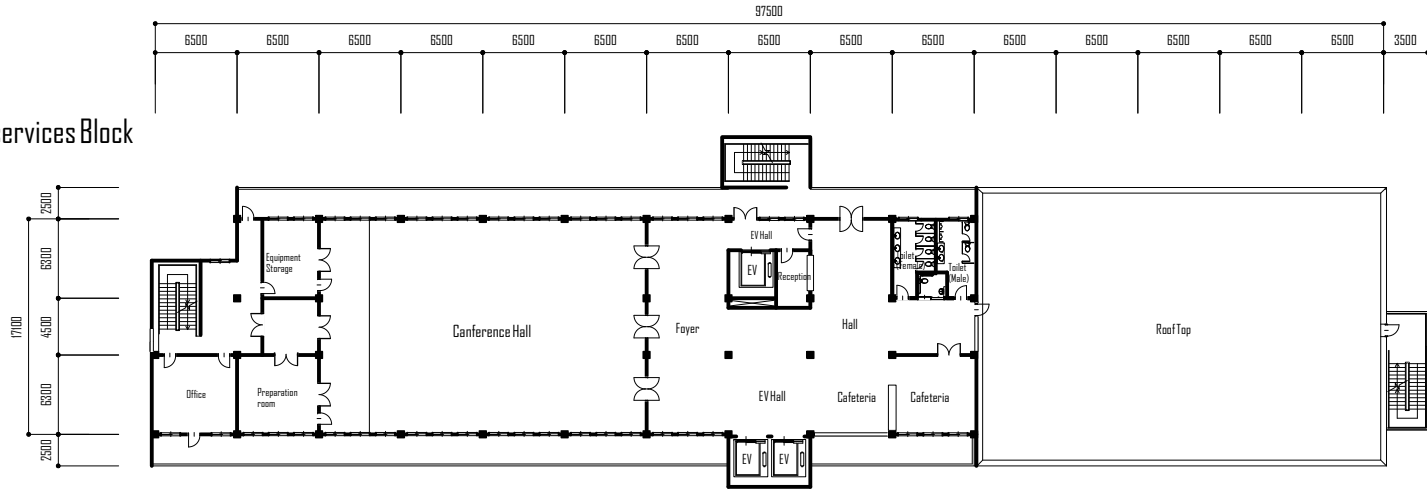 97500
6500 6500 6500 6500 6500 6500 6500 6500 6500 6500 6500 6500 6500 6500 6500 3500
ervices Block
2500
6300
4500
17100
6300
2500
Equipment
Storage
EV Hall
EV
Reception
Toilet
(Male)
Canference Hall
Foyer
Hall
Roof Top
Office
Preparation
room
EV Hall
Cafeteria
Cafeteria
EV
EV